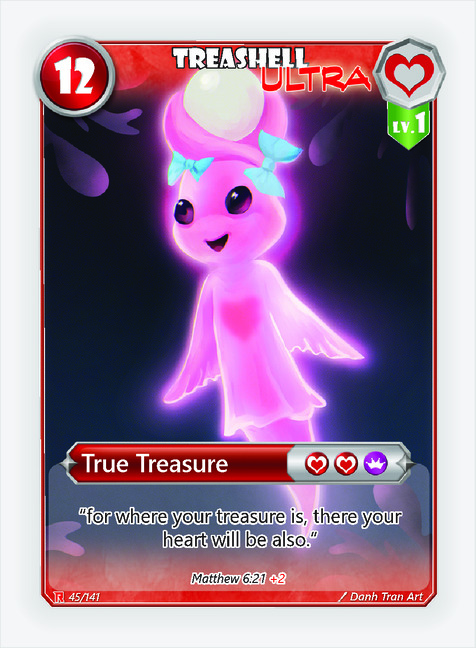 TREASHELL
12
ULTRA
LV.1
True Treasure
"for where your treasure is, there your
heart will be also."
Matthew 6:21 +2
R 45/141
Danh Tran Art